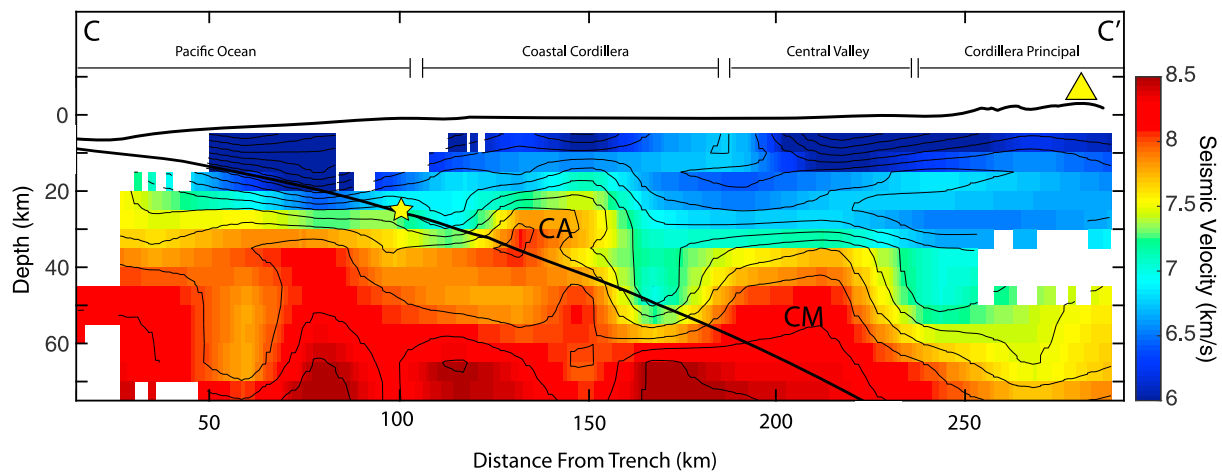 C
C'
Pacific Ocean
Coastal Cordillera
Central Valley
Cordillera Principal
8.5
8
7.5
7
6.5
6
Seismic Velocity (km/s)
0
20
40
60
Depth (km)
CA
CM
50
100
150
200
250
Distance From Trench (km)